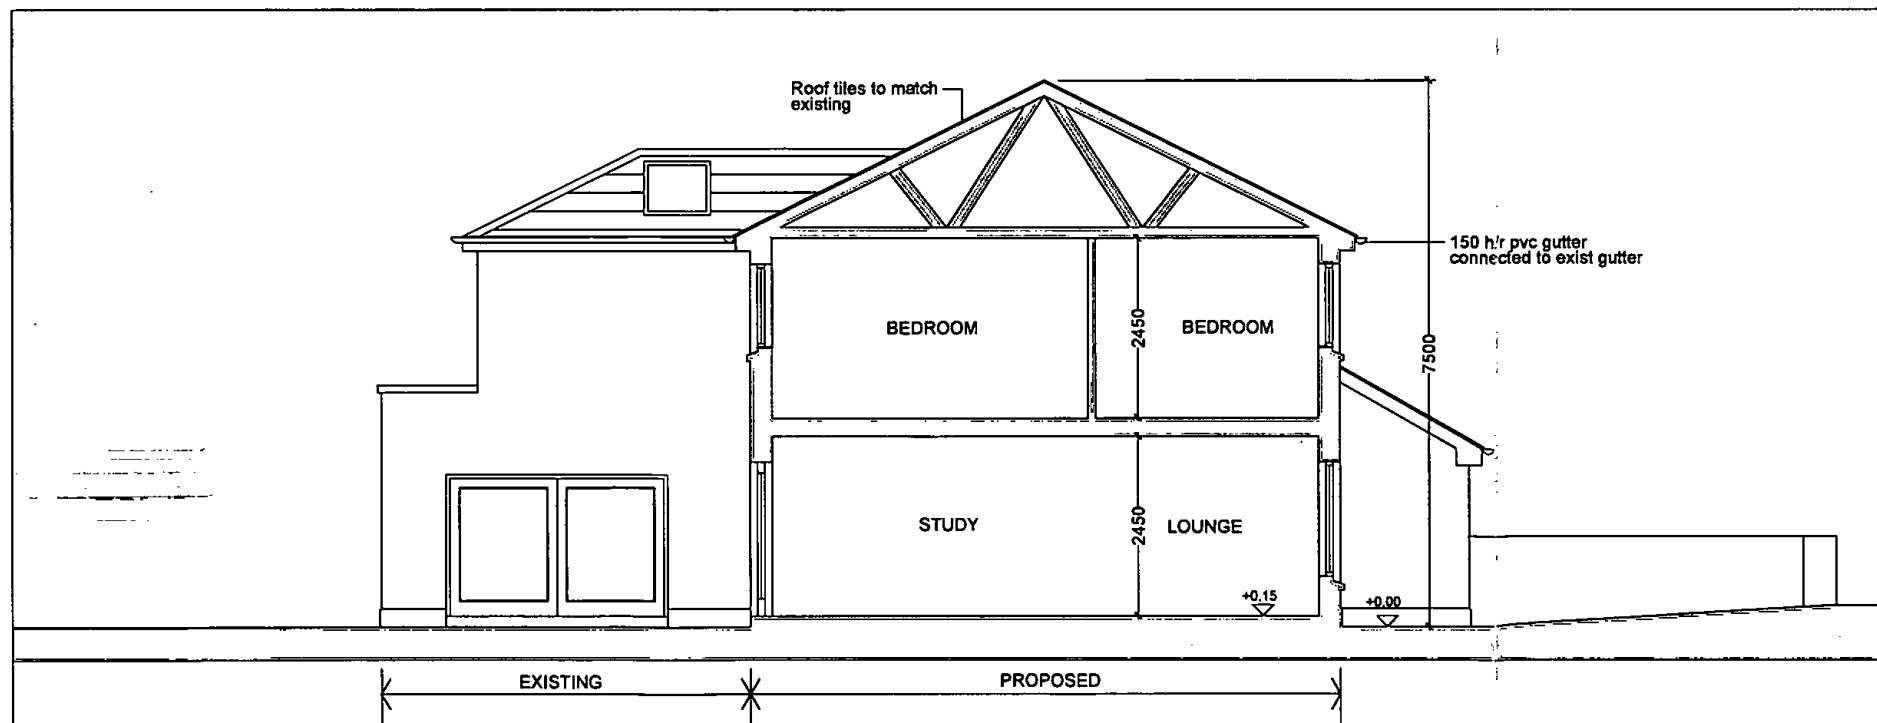 Roof tiles to match
existing
7500
150 h/r pvc gutter
connected to exist gutter
BEDROOM
2450
BEDROOM
STUDY
2450
LOUNGE
+0.15
+0.00
EXISTING
PROPOSED